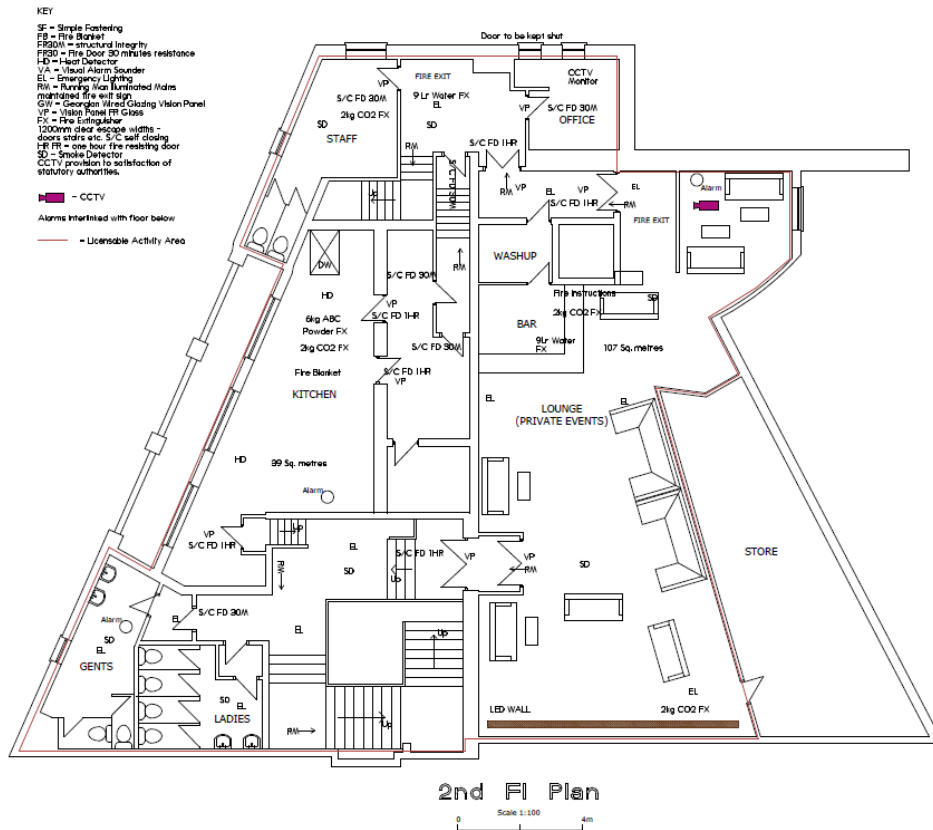 KEY
SF = Simple Fastening
FB = Fire Blanket
FR30M = structural Integrity
FR30 = Fire Door 30 minutes resistance
HD = Heat Detector
VA = Visual Alarm Sounder
EL - Emergency Lighting
RM = Running Man Illuminated Mains
maintained fire exit sign
GW = Georgian Wired Glazing Vision Panel
VP = Vision Panel FR Glass
FX = Fire Extinguisher
1200mm clear escape widths -
doors stairs etc. S/C self closing
HR FR = one hour fire resisting door
SD - Smoke Detector
CCTV provision to satisfaction of
statutory authorities.
- CCTV
Alarms interlinked with floor below
= Licensable Activity Area
Door to be kept shut
VP
S/C FD 30M
2kg CO2 FX
SD
STAFF
FIRE EXIT
9 Lr Water FX
EL
SD
RM
Up
S/C FD 30M
CCTV
Monitor
VP
S/C FD 30M
OFFICE
S/C FD 1HR
RM
VP
EL
VP
S/C FD 1HR
EL
RM
FIRE EXIT
Alarm
RM
DW
HD
6kg ABC
Powder FX
2kg CO2 FX
Fire Blanket
KITCHEN
S/C FD 30M
VP
S/C FD 1HR
S/C FD 30M
S/C FD 1HR
VP
WASHUP
BAR
Fire Instructions
2kg CO2 FX
SD
9Lr Water
FX
107 Sq. metres
EL
EL
LOUNGE
(PRIVATE EVENTS)
HD
39 Sq. metres
Alarm
VP
S/C FD 1HR
Up
EL
SD
RM
S/C FD 1HR
Up
VP
VP
RM
SD
STORE
Alarm
SD
EL
GENTS
EL
S/C FD 30M
EL
Up
SD
EL
LADIES
RM
Up
EL
2kg CO2 FX
LED WALL
2nd Fl Plan
Scale 1:100
0
4m